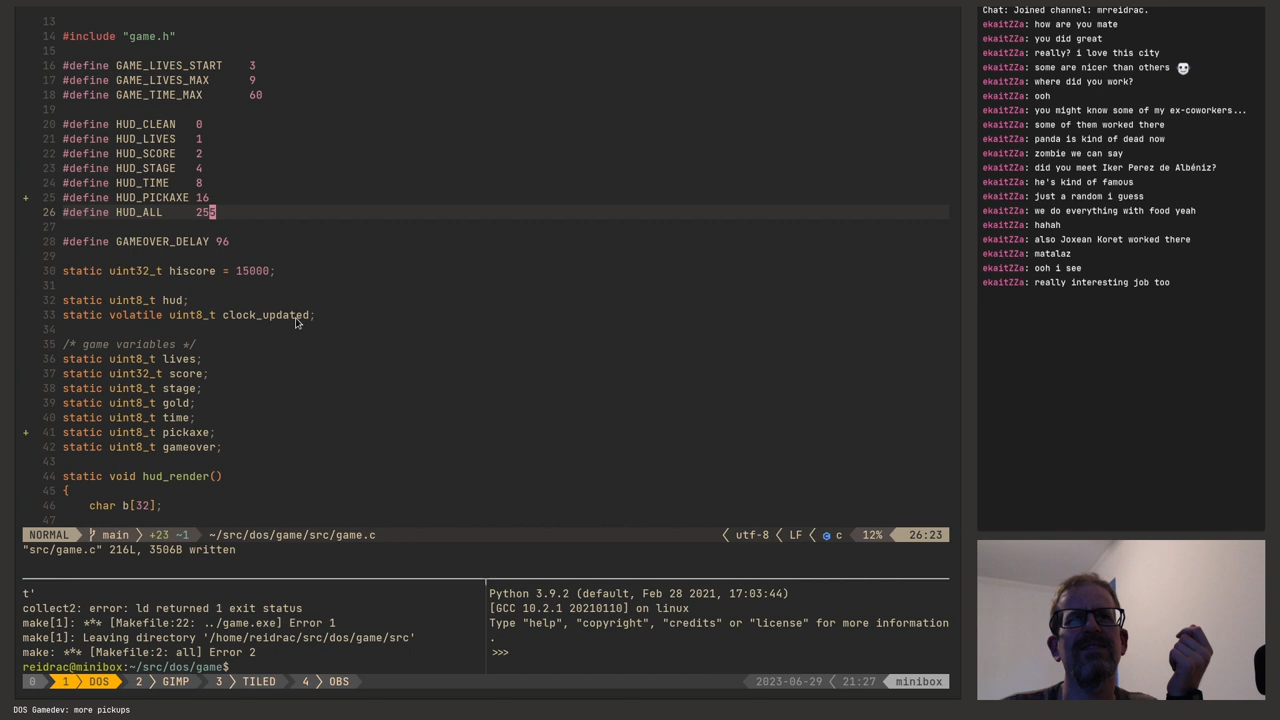 13
14 #include "game.h"
15
16 #define GAME_LIVES_START 3
17 #define GAME_LIVES_MAX 9
18 #define GAME_TIME_MAX 60
19
20 #define HUD_CLEAN 0
21 #define HUD_LIVES 1
22 #define HUD_SCORE 2
23 #define HUD_STAGE 4
24 #define HUD_TIME 8
+ 25 #define HUD_PICKAXE 16
26 #define HUD_ALL 255
27
28 #define GAMEOVER_DELAY 96
29
30 static uint32_t hiscore = 15000;
31
32 static uint8_t hud;
33 static volatile uint8_t clock_updated;
34
35 /* game variables */
36 static uint8_t lives;
37 static uint32_t score;
38 static uint8_t stage;
39 static uint8_t gold;
40 static uint8_t time;
+ 41 static uint8_t pickaxe;
42 static uint8_t gameover;
43
44 static void hud_render()
45 {
46 char b[32];
47
NORMAL main +23 ~1 ~/src/dos/game/src/game.c utf-8 LF c 12% 26:23
"src/game.c" 216L, 3506B written
t'
collect2: error: ld returned 1 exit status
make[1]: *** [Makefile:22: ../game.exe] Error 1
make[1]: Leaving directory '/home/reidrac/src/dos/game/src'
make: *** [Makefile:2: all] Error 2
reidrac@minibox:~/src/dos/game$
Python 3.9.2 (default, Feb 28 2021, 17:03:44)
[GCC 10.2.1 20210110] on linux
Type "help", "copyright", "credits" or "license" for more information
.
>>>
0 1 DOS 2 GIMP 3 TILED 4 OBS 2023-06-29 21:27 minibox
DOS Gamedev: more pickups
Chat: Joined channel: mrreidrac.
ekaitZZa: how are you mate
ekaitZZa: you did great
ekaitZZa: really? i love this city
ekaitZZa: some are nicer than others
ekaitZZa: where did you work?
ekaitZZa: ooh
ekaitZZa: you might know some of my ex-coworkers...
ekaitZZa: some of them worked there
ekaitZZa: panda is kind of dead now
ekaitZZa: zombie we can say
ekaitZZa: did you meet Iker Perez de Albéniz?
ekaitZZa: he's kind of famous
ekaitZZa: just a random i guess
ekaitZZa: we do everything with food yeah
ekaitZZa: hahah
ekaitZZa: also Joxean Koret worked there
ekaitZZa: matalaz
ekaitZZa: ooh i see
ekaitZZa: really interesting job too